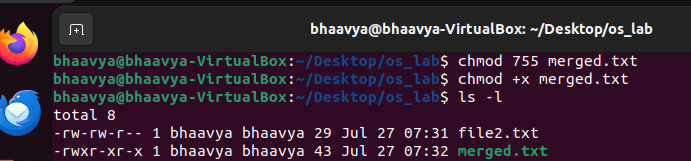 bhaavya@bhaavya-VirtualBox: ~/Desktop/os_lab
bhaavya@bhaavya-VirtualBox:~/Desktop/os_lab$ chmod 755 merged.txt
bhaavya@bhaavya-VirtualBox:~/Desktop/os_lab$ chmod +x merged.txt
bhaavya@bhaavya-VirtualBox:~/Desktop/os_lab$ ls -l
total 8
-rw-rw-r-- 1 bhaavya bhaavya 29 Jul 27 07:31 file2.txt
-rwxr-xr-x 1 bhaavya bhaavya 43 Jul 27 07:32 merged.txt